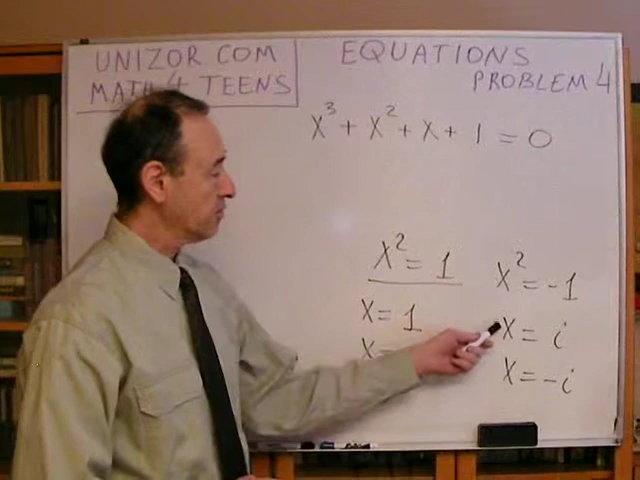 UNIZOR COM
MATH 4 TEENS
EQUATIONS
PROBLEM 4
x³ + x² + x + 1 = 0
x² = 1
x = 1
x =
x² = -1
x = i
x = -i